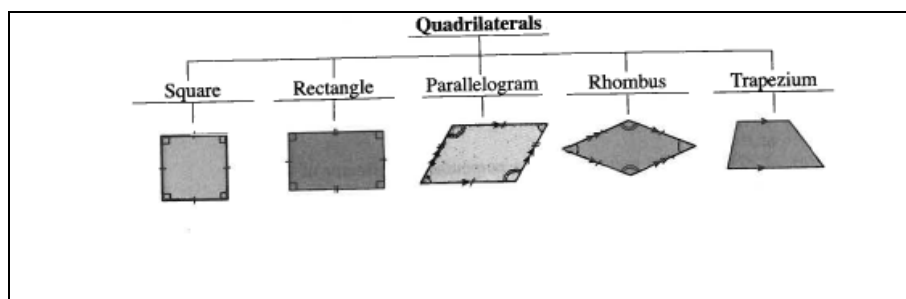 Quadrilaterals
Square Rectangle Parallelogram Rhombus Trapezium